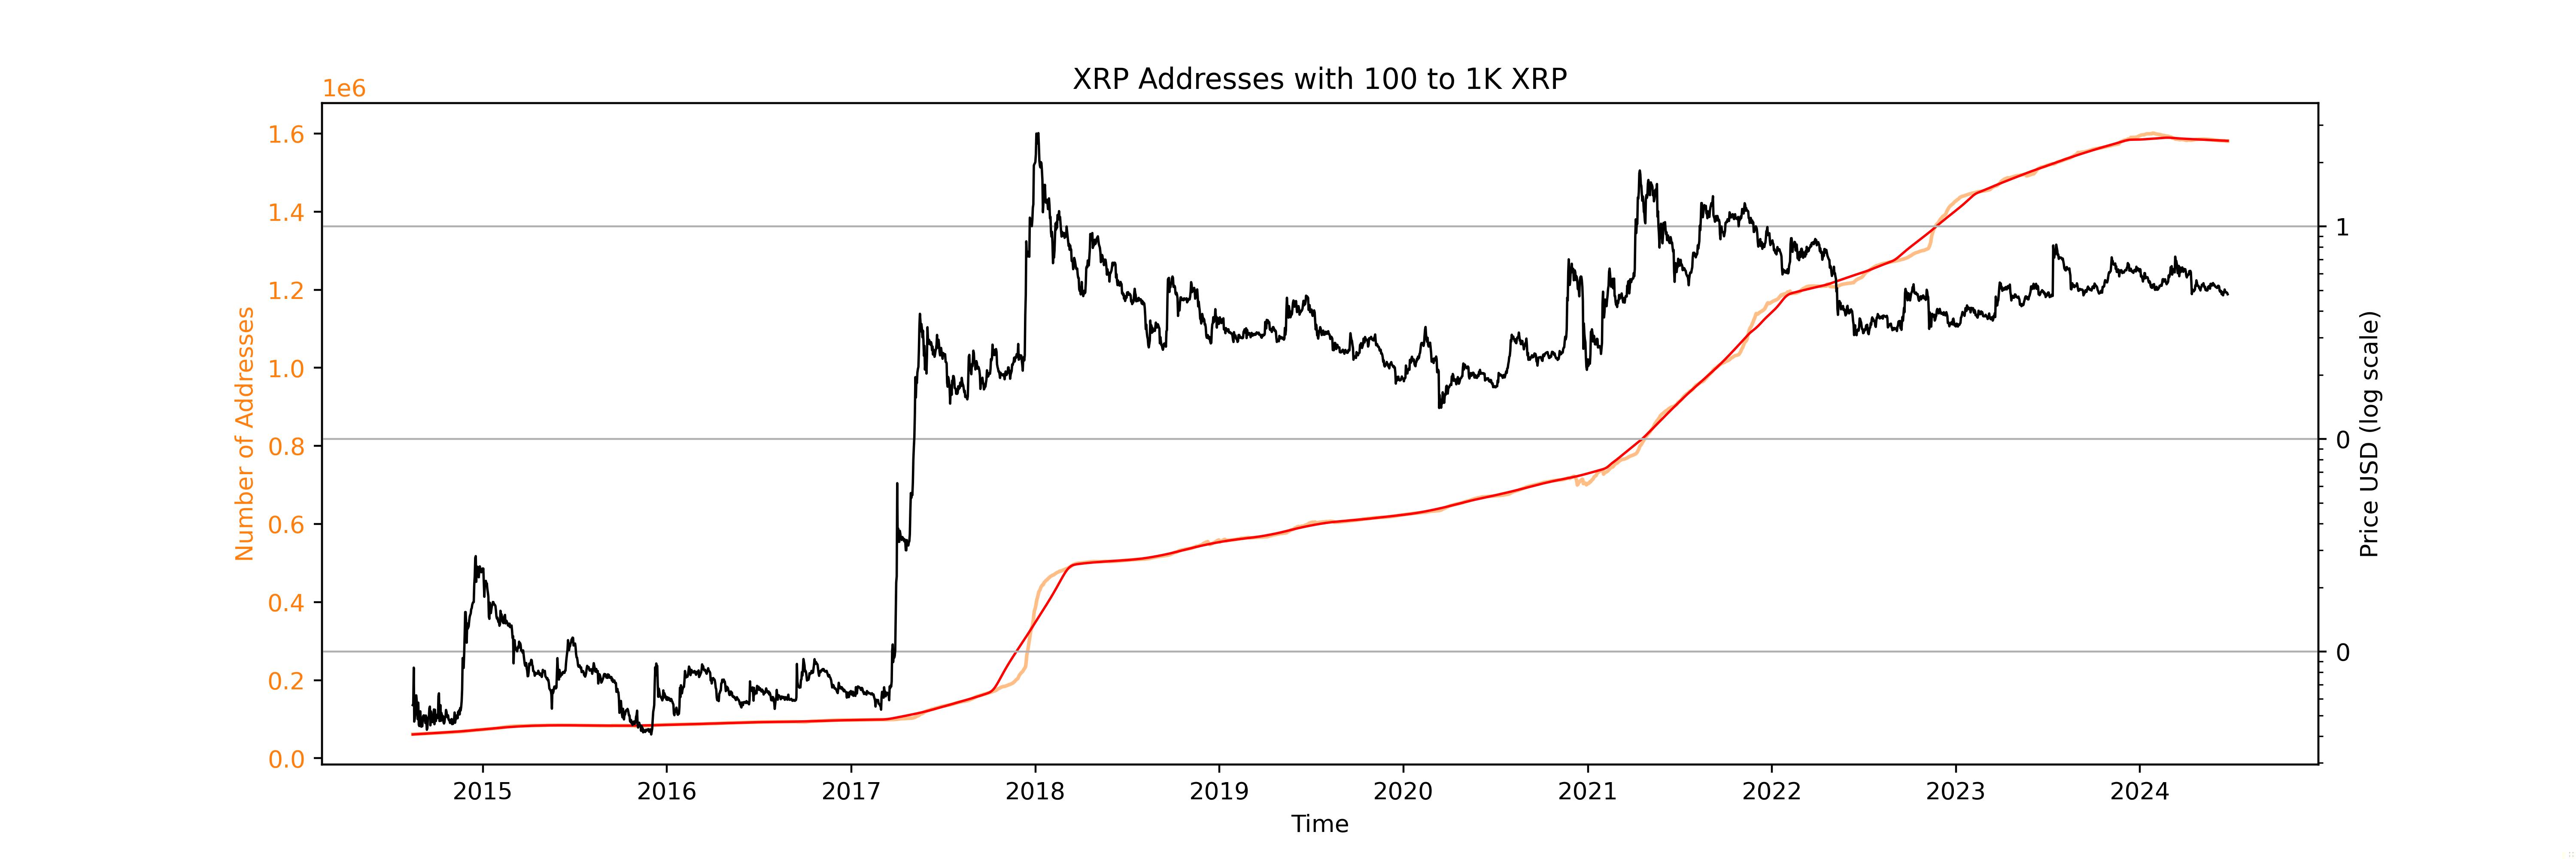 XRP Addresses with 100 to 1K XRP
1e6
1.6
1.4
1.2
1.0
0.8
0.6
0.4
0.2
0.0
Number of Addresses
1
0
0
Price USD (log scale)
2015 2016 2017 2018 2019 2020 2021 2022 2023 2024
Time